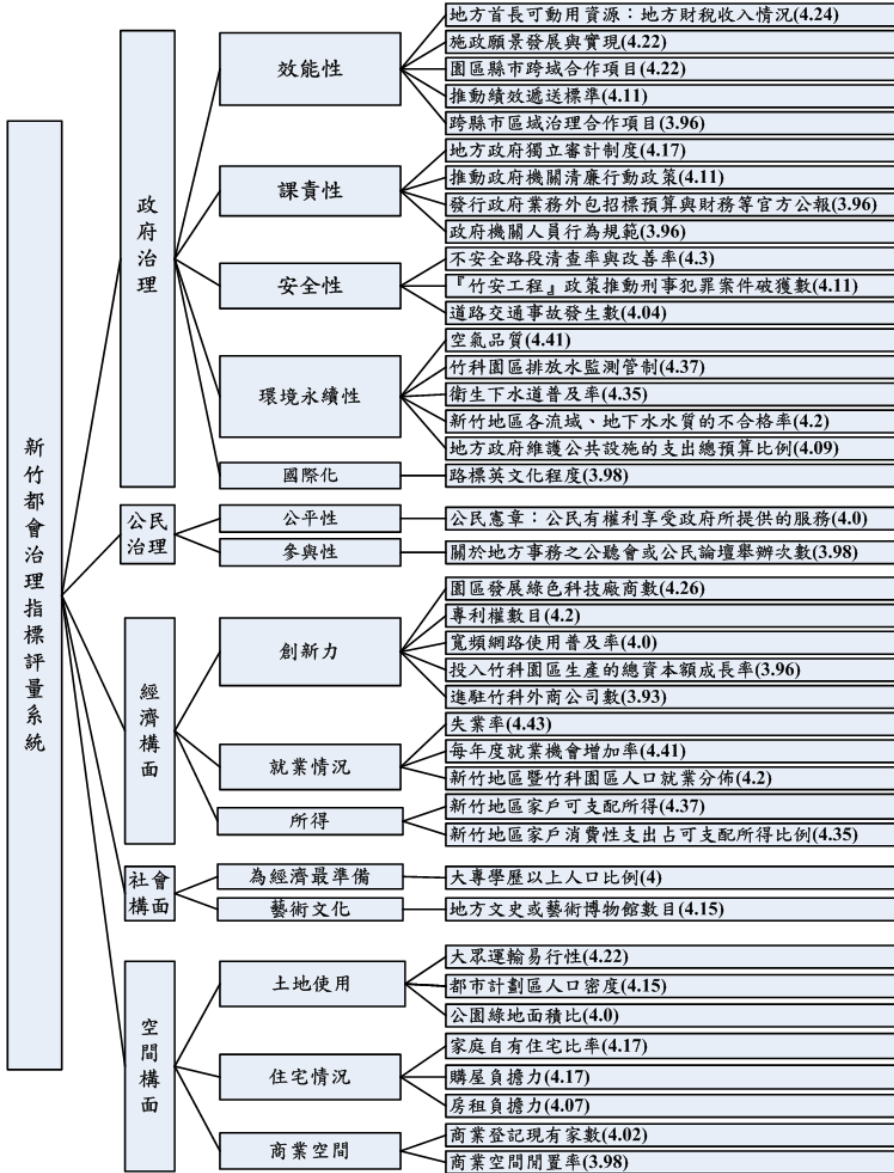 新竹都會治理指標評量系統
政府治理
效能性
地方首長可動用資源：地方財稅收入情況(4.24)
施政願景發展與實現(4.22)
園區縣市跨域合作項目(4.22)
推動績效遞送標準(4.11)
跨縣市區域治理合作項目(3.96)
課責性
地方政府獨立審計制度(4.17)
推動政府機關清廉行動政策(4.11)
發行政府業務外包招標預算與財務等官方公報(3.96)
政府機關人員行為規範(3.96)
安全性
不安全路段清查率與改善率(4.3)
『竹安工程』政策推動刑事犯罪案件破獲數(4.11)
道路交通事故發生數(4.04)
環境永續性
空氣品質(4.41)
竹科園區排放水監測管制(4.37)
衛生下水道普及率(4.35)
新竹地區各流域、地下水水質的不合格率(4.2)
地方政府維護公共設施的支出總預算比例(4.09)
國際化
路標英文化程度(3.98)
公民治理
公平性
公民憲章：公民有權利享受政府所提供的服務(4.0)
參與性
關於地方事務之公聽會或公民論壇舉辦次數(3.98)
經濟構面
創新力
園區發展綠色科技廠商數(4.26)
專利權數目(4.2)
寬頻網路使用普及率(4.0)
投入竹科園區生產的總資本額成長率(3.96)
進駐竹科外商公司數(3.93)
就業情況
失業率(4.43)
每年度就業機會增加率(4.41)
新竹地區暨竹科園區人口就業分佈(4.2)
所得
新竹地區家戶可支配所得(4.37)
新竹地區家戶消費性支出占可支配所得比例(4.35)
社會構面
為經濟最準備
大專學歷以上人口比例(4)
藝術文化
地方文史或藝術博物館數目(4.15)
空間構面
土地使用
大眾運輸易行性(4.22)
都市計劃區人口密度(4.15)
公園綠地面積比(4.0)
住宅情況
家庭自有住宅比率(4.17)
購屋負擔力(4.17)
房租負擔力(4.07)
商業空間
商業登記現有家數(4.02)
商業空間閒置率(3.98)